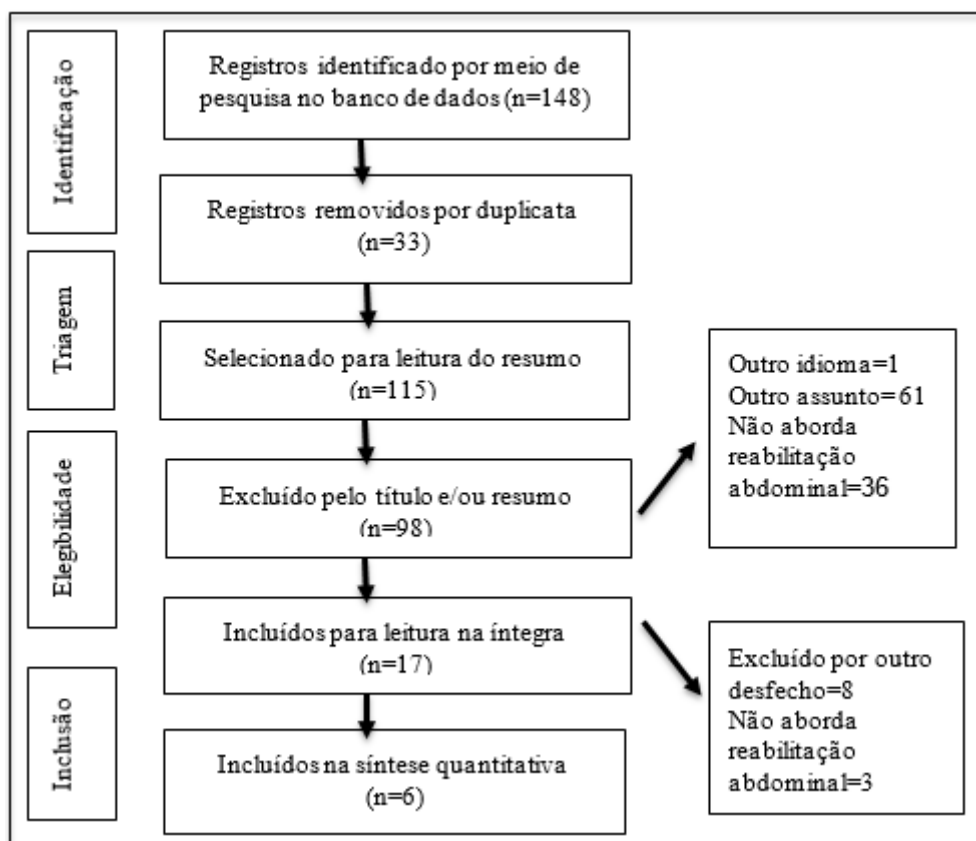 Identificação
Registros identificado por meio de
pesquisa no banco de dados (n=148)
Registros removidos por duplicata
(n=33)
Triagem
Selecionado para leitura do resumo
(n=115)
Outro idioma=1
Outro assunto=61
Não aborda
reabilitação
abdominal=36
Elegibilidade
Excluído pelo título e/ou resumo
(n=98)
Incluídos para leitura na íntegra
(n=17)
Excluído por outro
desfecho=8
Não aborda
reabilitação
abdominal=3
Inclusão
Incluídos na síntese quantitativa
(n=6)